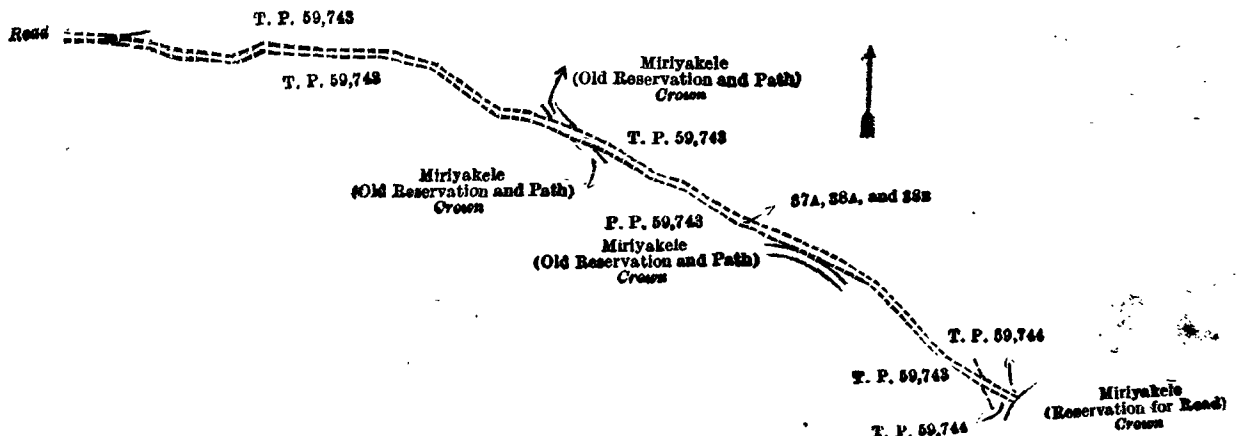 T. P. 59,743
Road
T. P. 59,743
Miriyakele
(Old Reservation and Path)
Crown
T. P. 59,743
Miriyakele
(Old Reservation and Path)
Crown
37A, 38A, and 38B
P. P. 59,743
Miriyakele
(Old Reservation and Path)
Crown
T. P. 59,744
T. P. 59,743
Miriyakele
(Reservation for Road)
Crown
T. P. 59,744